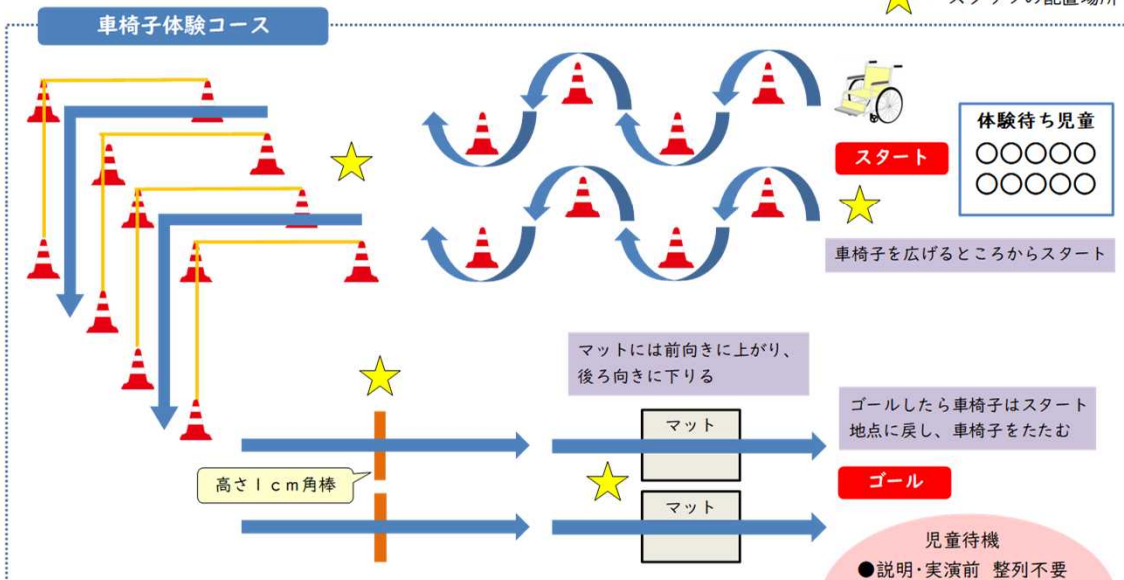 スタッフの配置場所
車椅子体験コース
体験待ち児童
〇〇〇〇〇
〇〇〇〇〇
スタート
車椅子を広げるところからスタート
マットには前向きに上がり、
後ろ向きに下りる
ゴールしたら車椅子はスタート
地点に戻し、車椅子をたたむ
マット
高さ1cm角棒
ゴール
マット
児童待機
●説明・実演前 整列不要